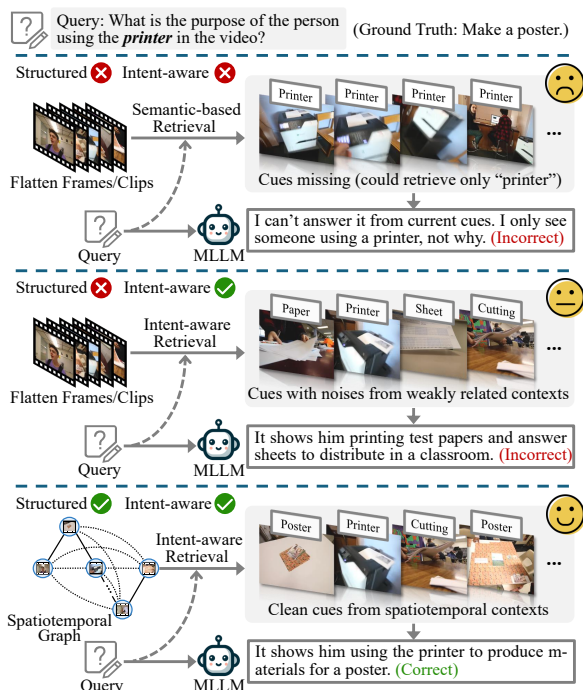 Query: What is the purpose of the person
using the printer in the video?
(Ground Truth: Make a poster.)
Structured Intent-aware
Semantic-based
Retrieval
Flatten Frames/Clips
Query
MLLM
Printer Printer Printer Printer
...
Cues missing (could retrieve only “printer”)
I can’t answer it from current cues. I only see
someone using a printer, not why. (Incorrect)
Structured Intent-aware
Intent-aware
Retrieval
Flatten Frames/Clips
Query
MLLM
Paper Printer Sheet Cutting
...
Cues with noises from weakly related contexts
It shows him printing test papers and answer
sheets to distribute in a classroom. (Incorrect)
Structured Intent-aware
Intent-aware
Retrieval
Spatiotemporal
Graph
Query
MLLM
Poster Printer Cutting Poster
...
Clean cues from spatiotemporal contexts
It shows him using the printer to produce m-
aterials for a poster. (Correct)